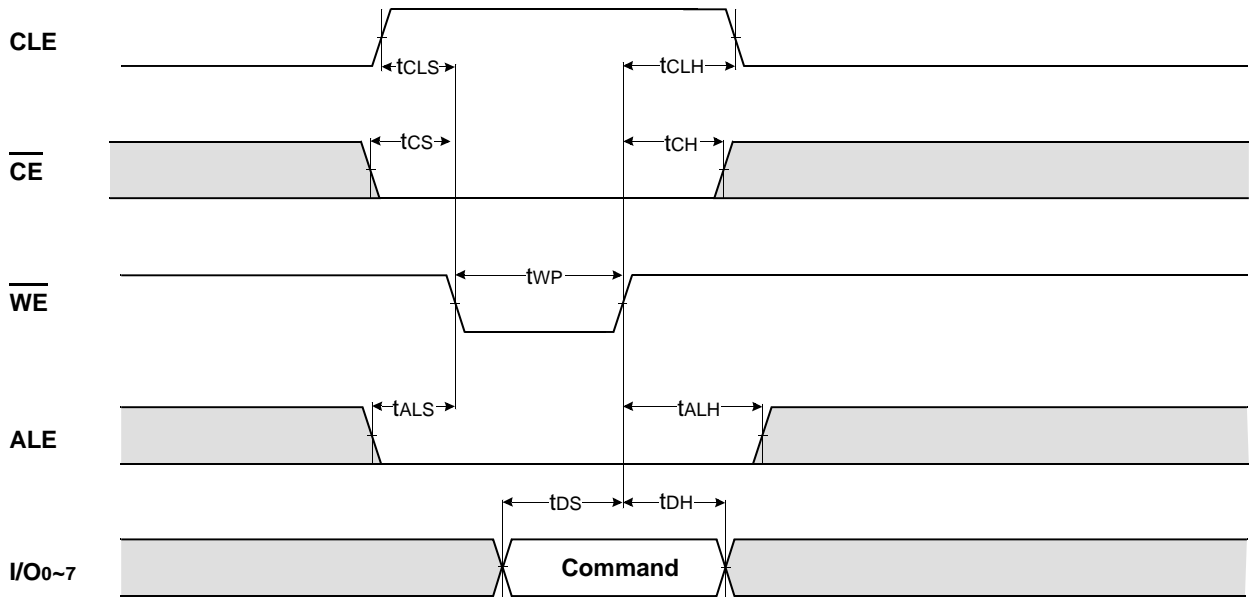 CLE
tCLS
tCLH
CE
tCS
tCH
WE
tWP
ALE
tALS
tALH
I/O0~7
tDS
tDH
Command